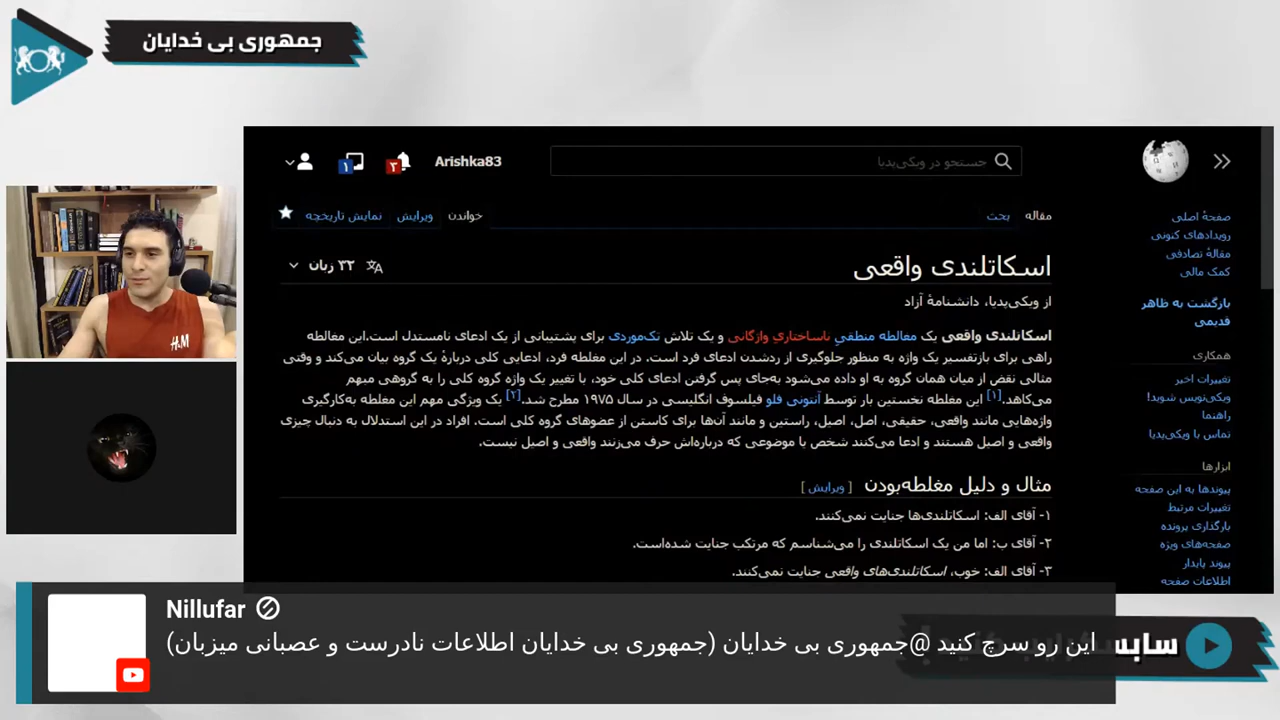 جمهوری بی خدایان
Arishka83
۳
۱
جستجو در ویکی‌پدیا
مقاله
بحث
خواندن
ویرایش
نمایش تاریخچه
اسکاتلندی واقعی
۳۲ زبان
از ویکی‌پدیا، دانشنامهٔ آزاد
اسکاتلندی واقعی یک مغالطه منطقیِ ناساختاریِ واژگانی و یک تلاش تک‌موردی برای پشتیبانی از یک ادعای نامستدل است.این مغالطه
راهی برای بازتفسیر یک واژه به منظور جلوگیری از ردشدن ادعای فرد است. در این مغلطه فرد، ادعایی کلی دربارهٔ یک گروه بیان می‌کند و وقتی
مثالی نقض از میان همان گروه به او داده می‌شود به‌جای پس گرفتن ادعای کلی خود، با تغییر یک واژه گروه کلی را به گروهی مبهم
می‌کاهد.[۱] این مغلطه نخستین بار توسط آنتونی فلو فیلسوف انگلیسی در سال ۱۹۷۵ مطرح شد.[۲] یک ویژگی مهم این مغلطه به‌کارگیری
واژه‌هایی مانند واقعی، حقیقی، اصل، اصیل، راستین و مانند آن‌ها برای کاستن از عضوهای گروه کلی است. افراد در این استدلال به دنبال چیزی
واقعی و اصیل هستند و ادعا می‌کنند شخص یا موضوعی که درباره‌اش حرف می‌زنند واقعی و اصیل نیست.
مثال و دلیل مغلطه‌بودن [ ویرایش ]
۱- آقای الف: اسکاتلندی‌ها جنایت نمی‌کنند.
۲- آقای ب: اما من یک اسکاتلندی را می‌شناسم که مرتکب جنایت شده‌است.
۳- آقای الف: خوب، اسکاتلندی‌های واقعی جنایت نمی‌کنند.
صفحهٔ اصلی
رویدادهای کنونی
مقالهٔ تصادفی
کمک مالی
بازگشت به ظاهر
قدیمی
همکاری
تغییرات اخیر
ویکی‌نویس شوید!
راهنما
تماس با ویکی‌پدیا
ابزارها
پیوندها به این صفحه
تغییرات مرتبط
بارگذاری پرونده
صفحه‌های ویژه
پیوند پایدار
اطلاعات صفحه
H&M
Nillufar
این رو سرچ کنید @جمهوری بی خدایان (جمهوری بی خدایان اطلاعات نادرست و عصبانی میزبان)